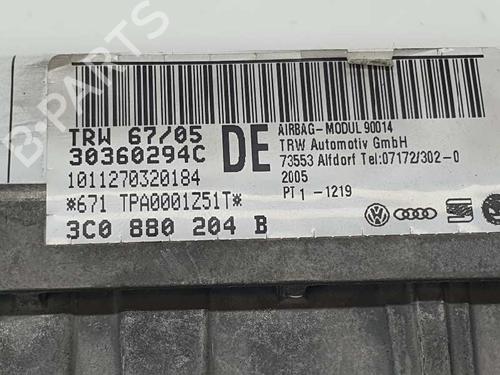 B-PARTS
TRW 67/05
30360294C
1011270320184
*671 TPA0001Z51T*
3C0 880 204 B
DE
AIRBAG-MODUL 90014
TRW Automotiv GmbH
73553 Alfdorf Tel:07172/302-0
2005
PT1 -1219